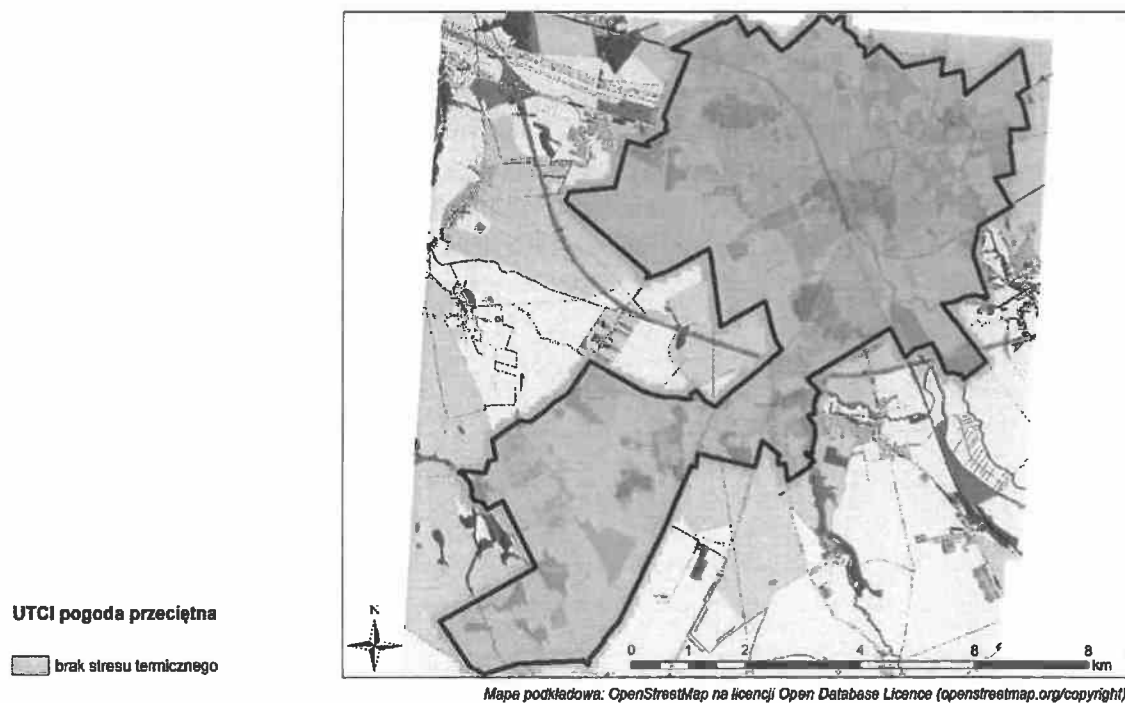 UTCI pogoda przeciętna
brak stresu termicznego
N
0 1 2 4 8 8
km
Mapa podkładowa: OpenStreetMap na licencji Open Database Licence (openstreetmap.org/copyright)